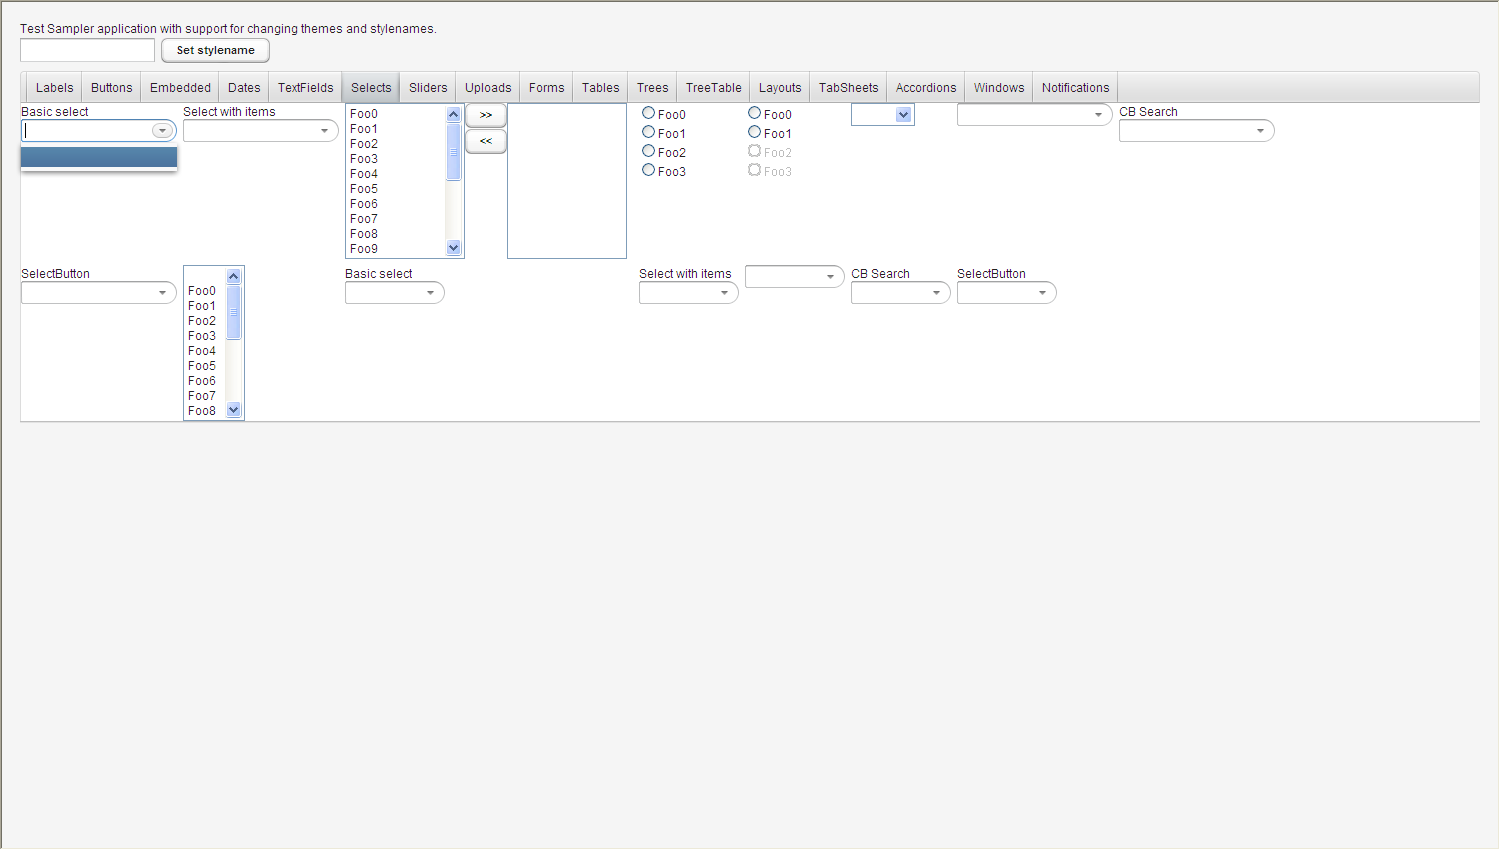 Test Sampler application with support for changing themes and stylenames.
Set stylename
Labels Buttons Embedded Dates TextFields Selects Sliders Uploads Forms Tables Trees TreeTable Layouts TabSheets Accordions Windows Notifications
Basic select Select with items CB Search
Foo0
Foo1
Foo2
Foo3
Foo4
Foo5
Foo6
Foo7
Foo8
Foo9
>>
<<
Foo0
Foo1
Foo2
Foo3
Foo0
Foo1
Foo2
Foo3
SelectButton
Foo0
Foo1
Foo2
Foo3
Foo4
Foo5
Foo6
Foo7
Foo8
Basic select
Select with items
CB Search
SelectButton